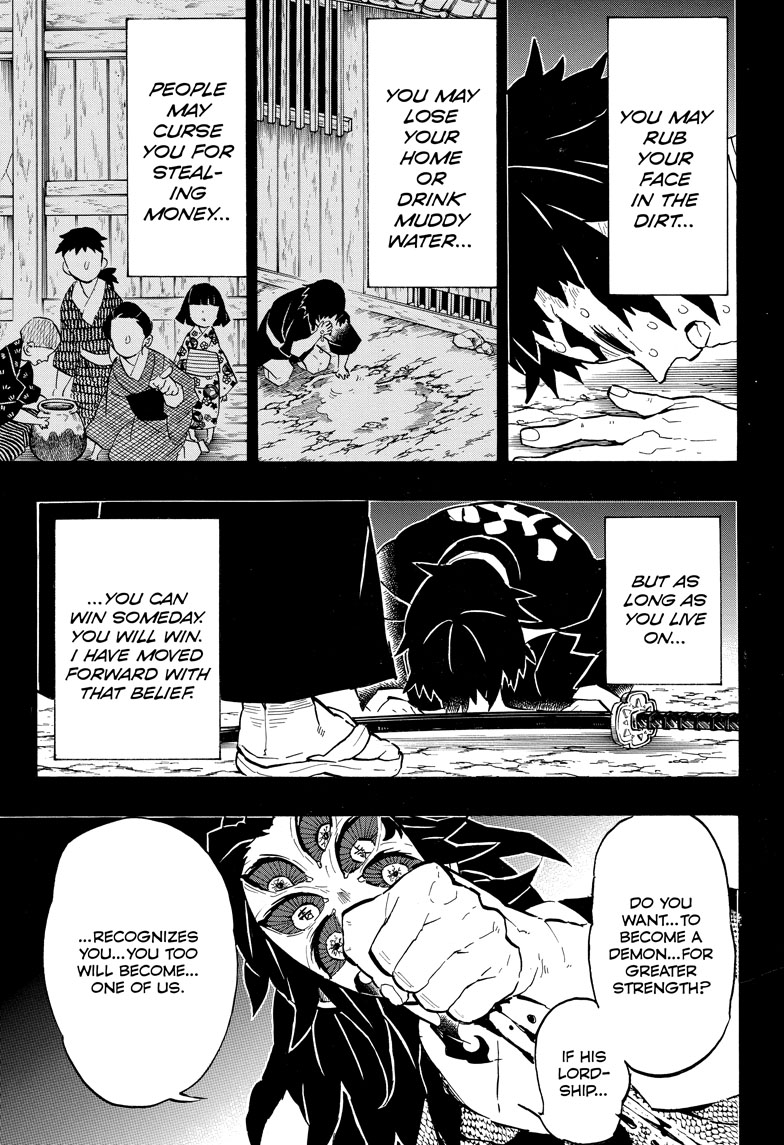 YOU MAY
RUB
YOUR
FACE
IN THE
DIRT...
YOU MAY
LOSE
YOUR
HOME
OR
DRINK
MUDDY
WATER...
PEOPLE
MAY
CURSE
YOU FOR
STEAL-
ING
MONEY...
BUT AS
LONG AS
YOU LIVE
ON...
...YOU CAN
WIN SOMEDAY.
YOU WILL WIN.
I HAVE MOVED
FORWARD WITH
THAT BELIEF.
DO YOU
WANT...TO
BECOME A
DEMON...FOR
GREATER
STRENGTH?
IF HIS
LORD-
SHIP...
...RECOGNIZES
YOU...YOU TOO
WILL BECOME...
ONE OF US.